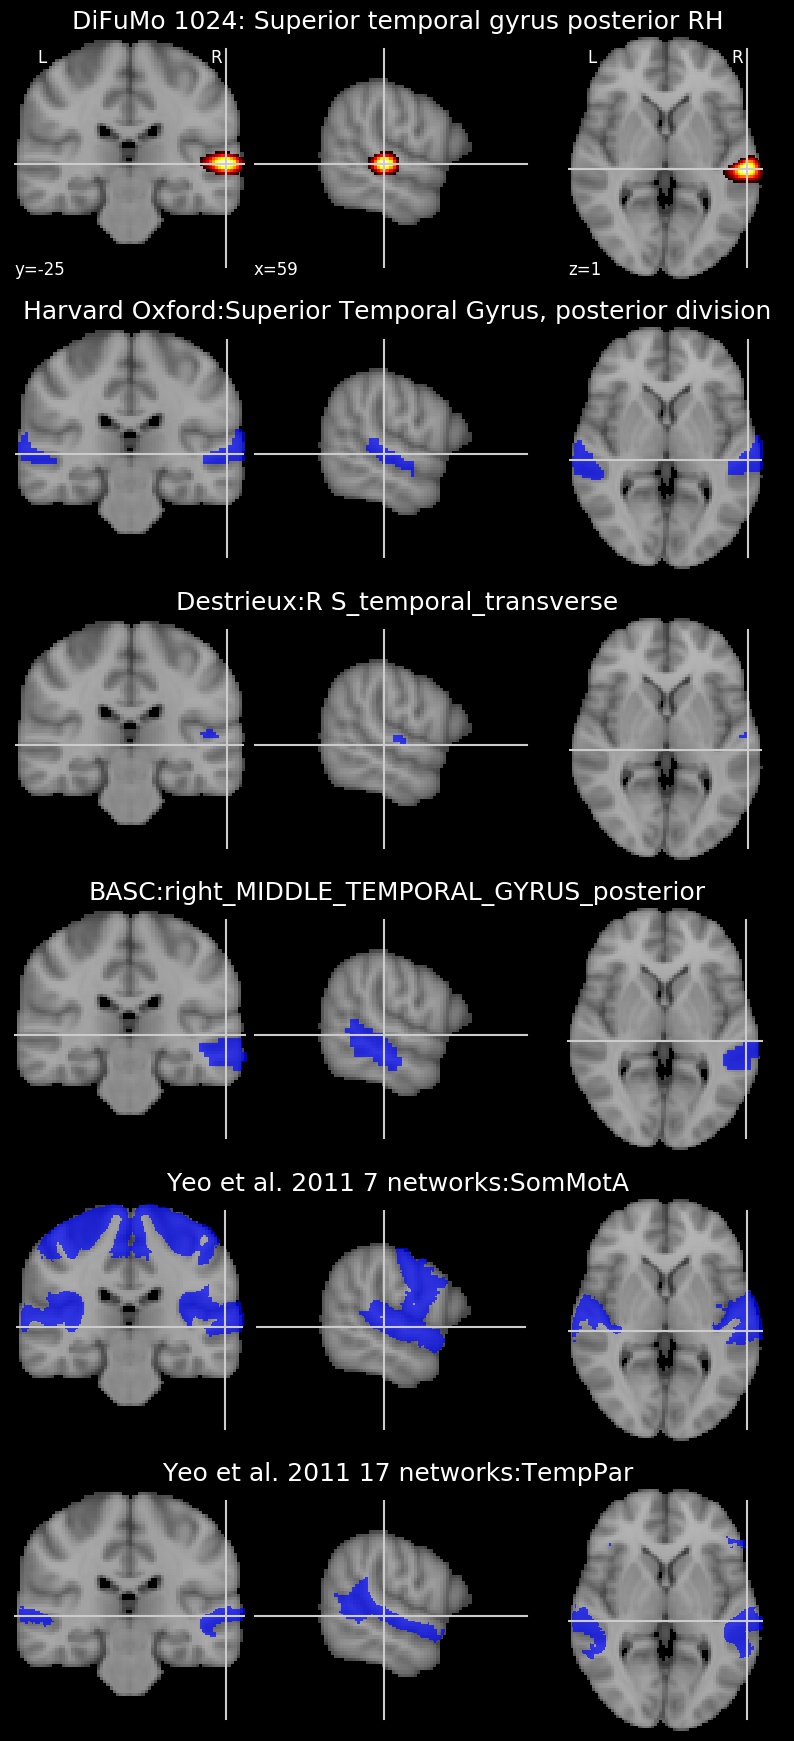 DiFuMo 1024: Superior temporal gyrus posterior RH
L R L R
y=-25 x=59 z=1
Harvard Oxford:Superior Temporal Gyrus, posterior division
Destrieux:R S_temporal_transverse
BASC:right_MIDDLE_TEMPORAL_GYRUS_posterior
Yeo et al. 2011 7 networks:SomMotA
Yeo et al. 2011 17 networks:TempPar